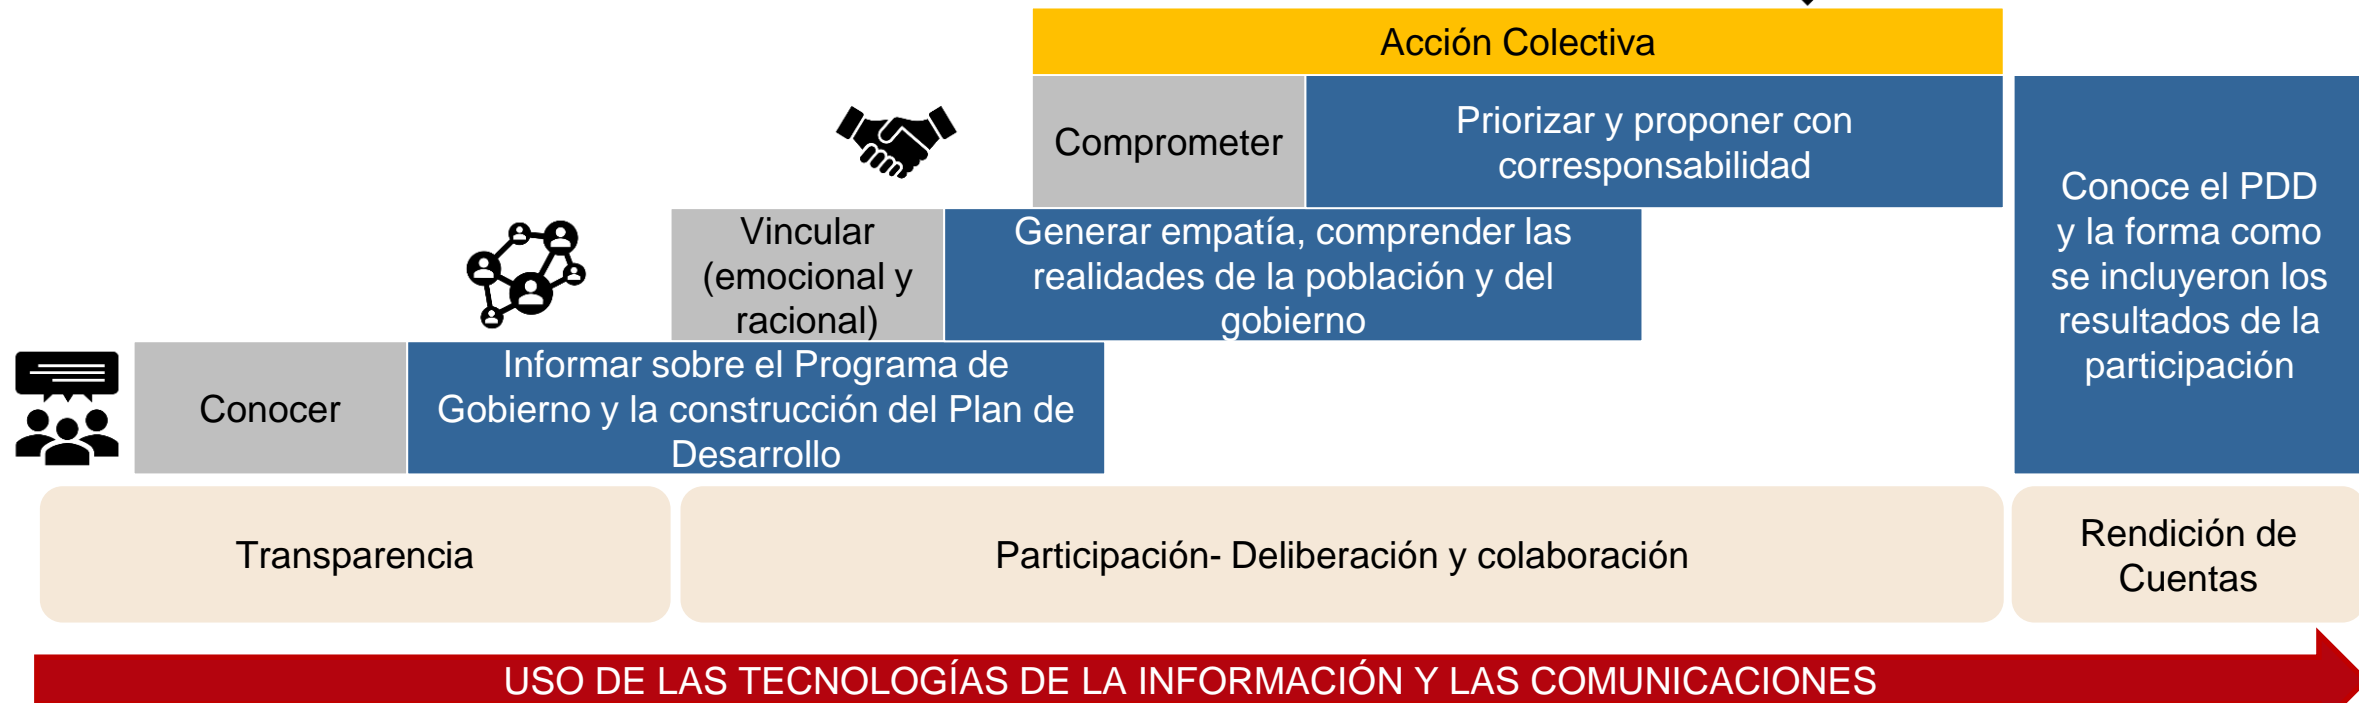 Acción Colectiva
Comprometer
Priorizar y proponer con
corresponsabilidad
Vincular
(emocional y
racional)
Generar empatía, comprender las
realidades de la población y del
gobierno
Conocer
Informar sobre el Programa de
Gobierno y la construcción del Plan de
Desarrollo
Conoce el PDD
y la forma como
se incluyeron los
resultados de la
participación
Transparencia
Participación- Deliberación y colaboración
Rendición de
Cuentas
USO DE LAS TECNOLOGÍAS DE LA INFORMACIÓN Y LAS COMUNICACIONES